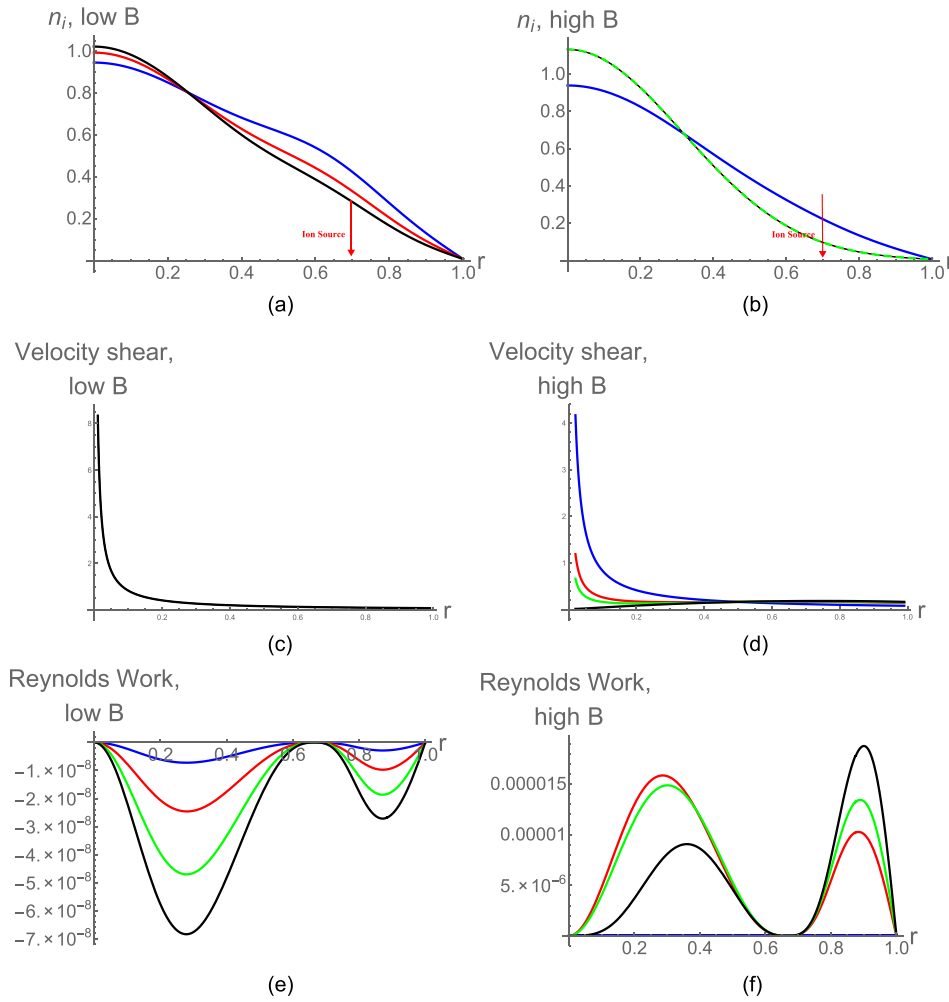 n_i, low B
1.0
0.8
0.6
0.4
0.2
Ion Source
0.2 0.4 0.6 0.8 1.0 r
(a)
n_i, high B
1.0
0.8
0.6
0.4
0.2
Ion Source
0.2 0.4 0.6 0.8 1.0 r
(b)
Velocity shear,
low B
8
6
4
2
0.2 0.4 0.6 0.8 1.0 r
(c)
Velocity shear,
high B
4
3
2
1
0.2 0.4 0.6 0.8 1.0 r
(d)
Reynolds Work,
low B
0.2 0.4 0.6 0.8 1.0 r
−1.×10⁻⁸
−2.×10⁻⁸
−3.×10⁻⁸
−4.×10⁻⁸
−5.×10⁻⁸
−6.×10⁻⁸
−7.×10⁻⁸
(e)
Reynolds Work,
high B
0.000015
0.00001
5.×10⁻⁶
0.2 0.4 0.6 0.8 1.0 r
(f)